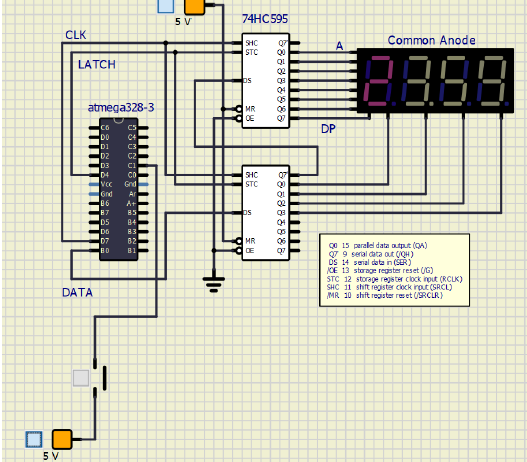 5 V
74HC595
CLK
LATCH
atmega328-3
A
Common Anode
DP
DATA
SHC
STC
DS
MR
OE
Q7'
Q0
Q1
Q2
Q3
Q4
Q5
Q6
Q7
C6
D0
D1
D2
D3
D4
Vcc
Gnd
B6
B7
D5
D6
D7
B0
C5
C4
C3
C2
C1
C0
Gnd
Ar
A+
B5
B4
B3
B2
B1
SHC
STC
DS
MR
OE
Q7'
Q0
Q1
Q2
Q3
Q4
Q5
Q6
Q7
Q0 15 parallel data output (QA)
Q7 9 serial data out (/QH)
DS 14 serial data in (SER)
/OE 13 storage register reset (/G)
STC 12 storage register clock input (RCLK)
SHC 11 shift register clock input (SRCL)
/MR 10 shift register reset (/SRCLR)
5 V